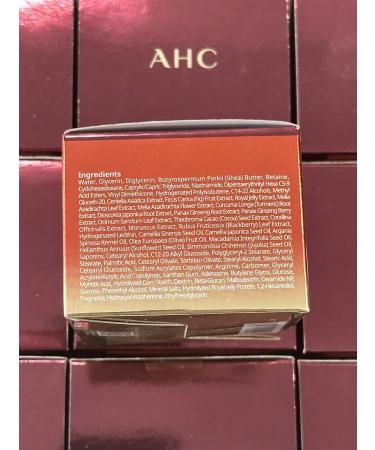 AHC
Ingredients
Water, Glycerin, Diglycerin, Butyrospermum Parkii (Shea) Butter, Betaine,
Cyclohexasiloxane, Caprylic/Capric Triglyceride, Niacinamide, Dipentaerythrityl Hexa C5-9
Acid Esters, Vinyl Dimethicone, Hydrogenated Polyisobutene, C14-22 Alcohols, Methyl
Gluceth-20, Centella Asiatica Extract, Ficus Carica (Fig) Fruit Extract, Royal Jelly Extract, Melia
Azadirachta Leaf Extract, Melia Azadirachta Flower Extract, Curcuma Longa (Turmeric) Root
Extract, Dioscorea Japonica Root Extract, Panax Ginseng Root Extract, Panax Ginseng Berry
Extract, Ocimum Sanctum Leaf Extract, Theobroma Cacao (Cocoa) Seed Extract, Corallina
Officinalis Extract, Monascus Extract, Rubus Fruticosus (Blackberry) Leaf Extract,
Hydrogenated Lecithin, Camellia Sinensis Seed Oil, Camellia Japonica Seed Oil, Argania
Spinosa Kernel Oil, Olea Europaea (Olive) Fruit Oil, Macadamia Integrifolia Seed Oil,
Helianthus Annuus (Sunflower) Seed Oil, Simmondsia Chinensis (Jojoba) Seed Oil,
Saponins, Cetearyl Alcohol, C12-20 Alkyl Glucoside, Polyglyceryl-2 Stearate, Glyceryl
Stearate, Palmitic Acid, Cetearyl Olivate, Sorbitan Olivate, Stearyl Alcohol, Stearic Acid,
Cetearyl Glucoside, Sodium Acrylates Copolymer, Arginine, Carbomer, Glyceryl
Acrylate/Acrylic Acid Copolymer, Xanthan Gum, Adenosine, Butylene Glycol, Glucose,
Myristic Acid, Hydrolyzed Corn Starch, Dextrin, Beta-Glucan, Maltodextrin, Ceramide NP,
Sucrose, Phenethyl Alcohol, Mineral Salts, Hydrolyzed Royal Jelly Protein, 1,2-Hexanediol,
Fragrance, Hydroxyacetophenone, Ethylhexylglycerin